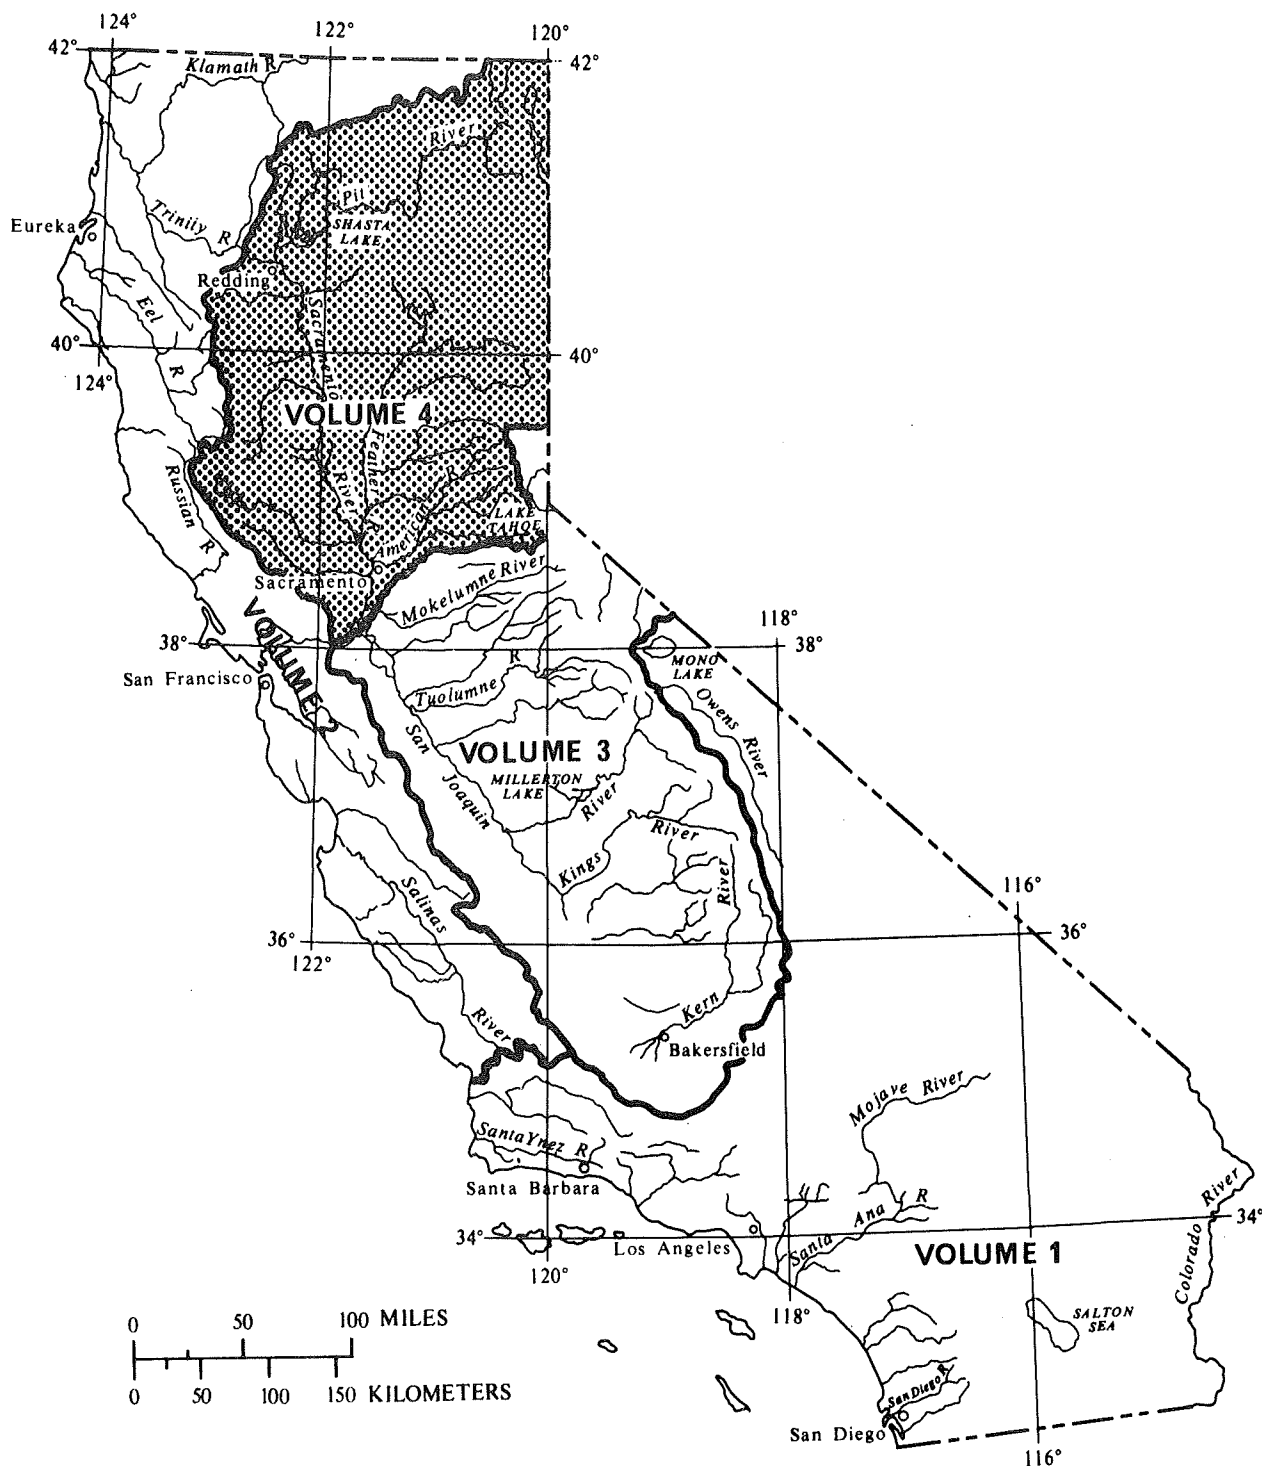 124°
122°
120°
42°
42°
Klamath R
River
Pit
SHASTA
LAKE
Trinity R
Eureka
Redding
Eel
R
Sacramento
River
40°
40°
124°
VOLUME 4
Feather
R
American R
Russian
R
LAKE
TAHOE
Sacramento
Mokelumne River
VOLUME 2
118°
38°
38°
MONO
LAKE
San Francisco
Tuolumne R
Owens River
San
Joaquin
VOLUME 3
MILLERTON
LAKE
River
Kings
River
River
Kern
Salinas
River
116°
36°
36°
122°
Bakersfield
Mojave River
Santa Ynez R
Santa Barbara
Santa Ana R
Colorado River
34°
34°
Los Angeles
VOLUME 1
120°
118°
SALTON
SEA
0 50 100 MILES
0 50 100 150 KILOMETERS
San Diego R
San Diego
116°